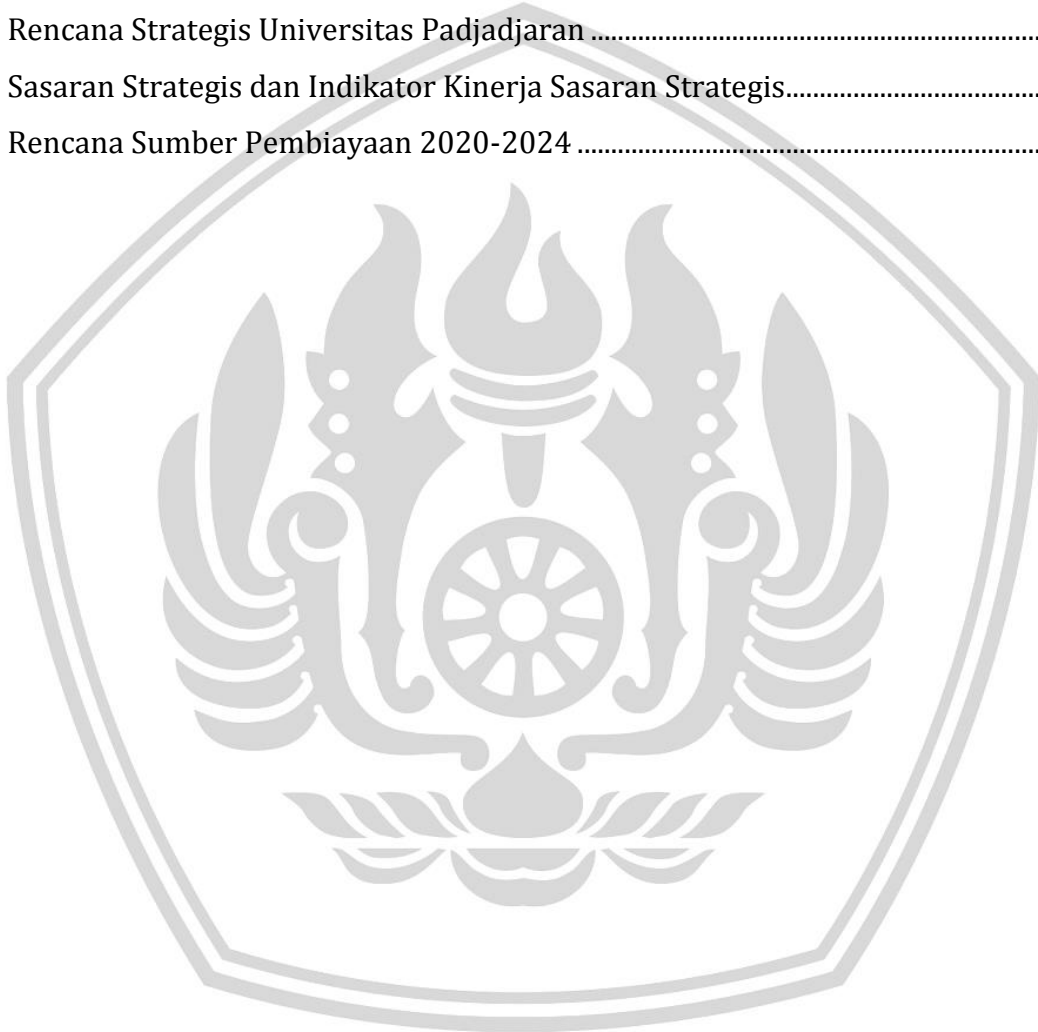 Rencana Strategis Universitas Padjadjaran ........................................................................
Sasaran Strategis dan Indikator Kinerja Sasaran Strategis........................................
Rencana Sumber Pembiayaan 2020-2024 ..........................................................................